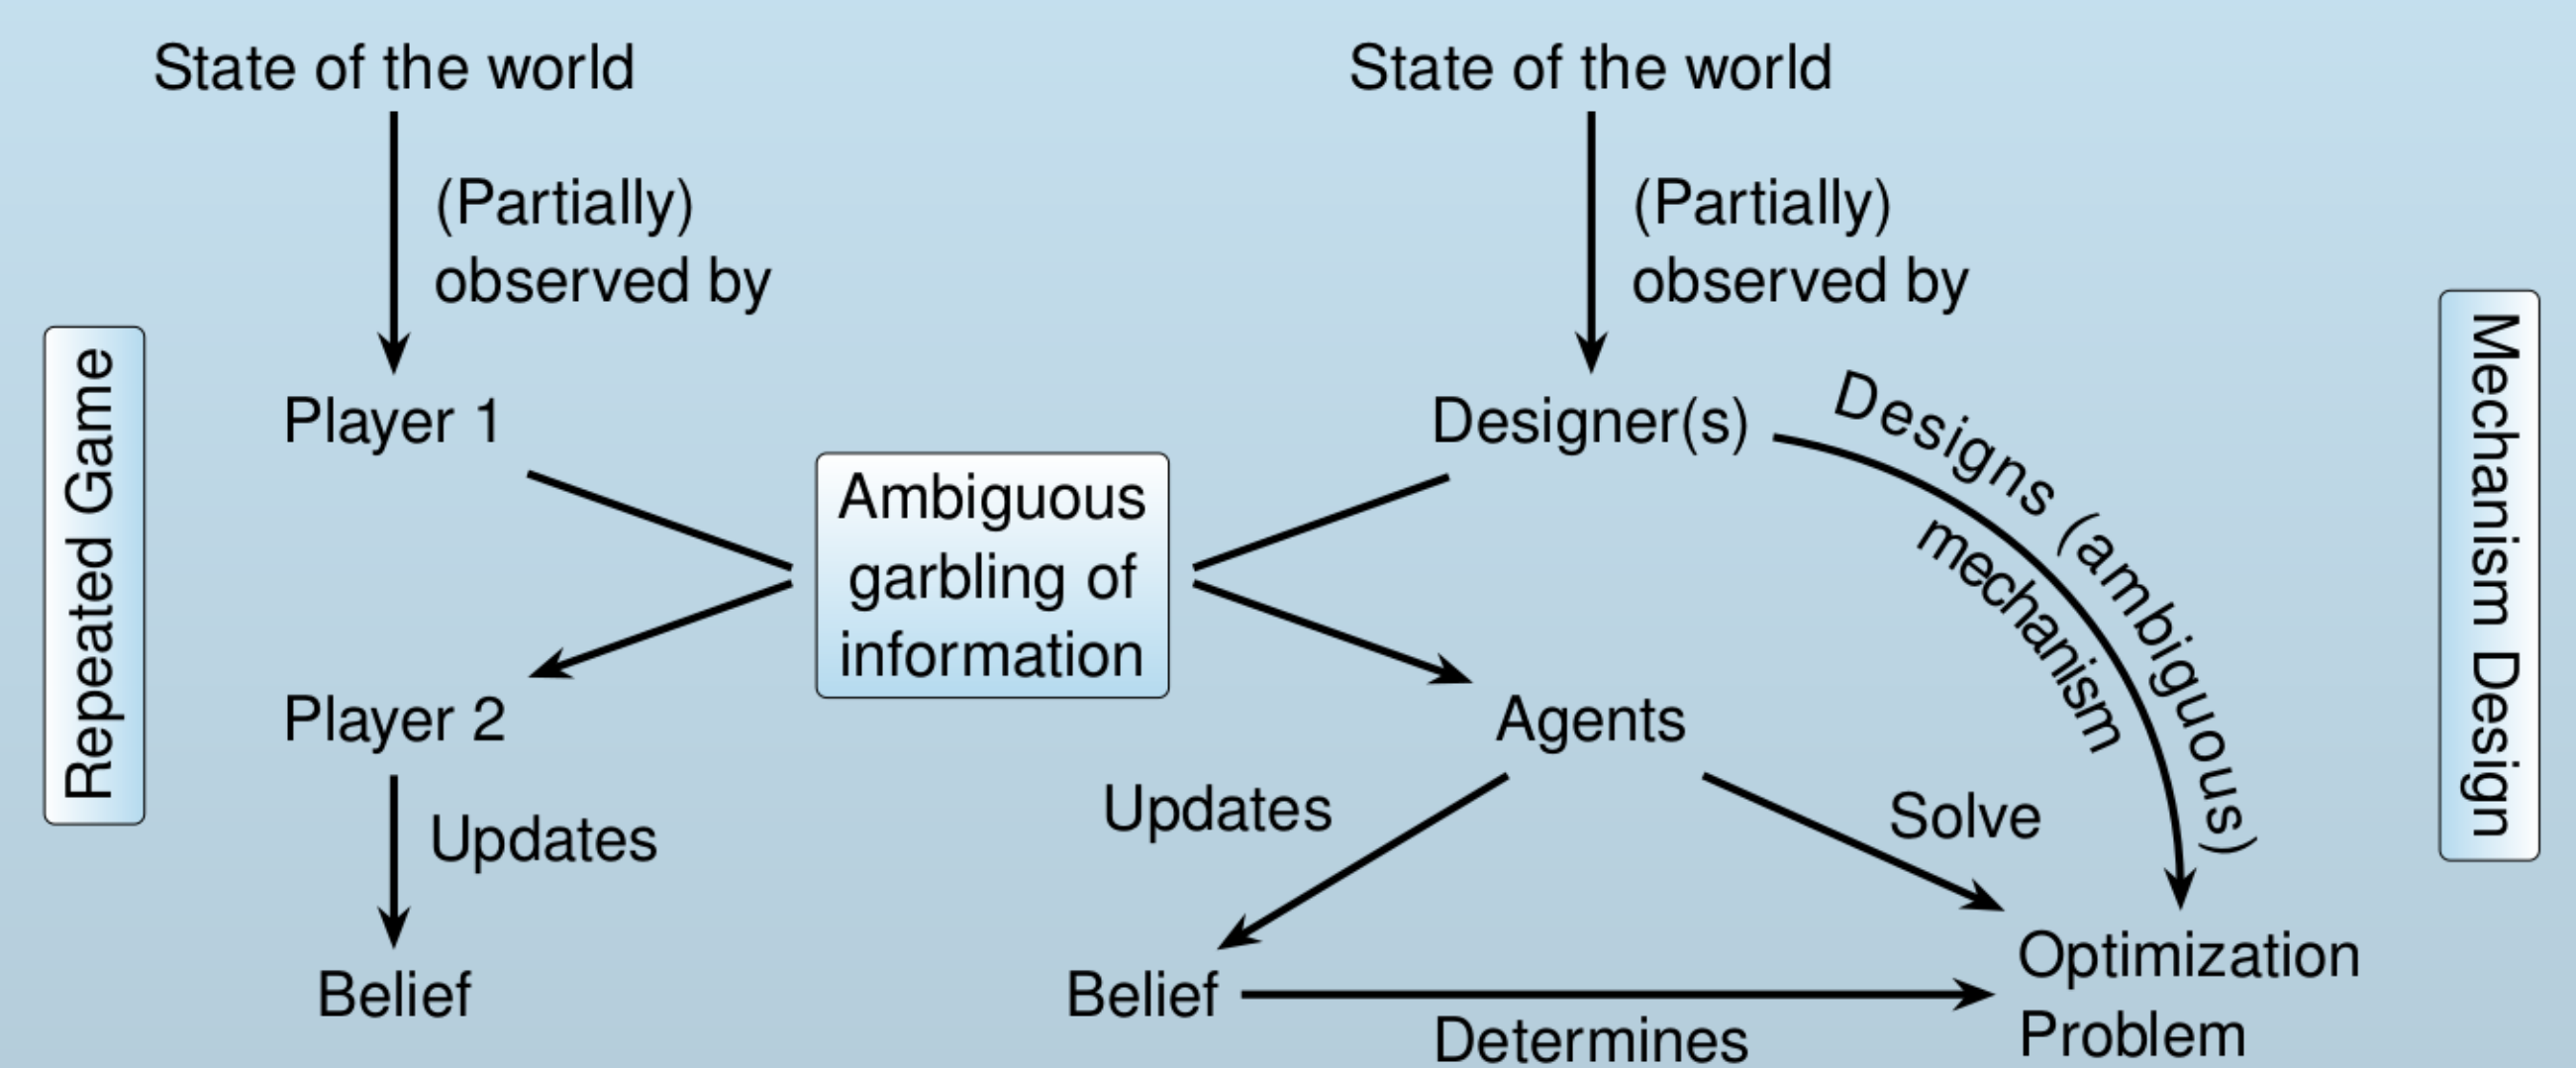 State of the world
(Partially)
observed by
Player 1
Repeated Game
Player 2
Updates
Belief
Ambiguous
garbling of
information
State of the world
(Partially)
observed by
Designer(s)
Designs (ambiguous)
mechanism
Agents
Updates
Solve
Belief
Determines
Optimization
Problem
Mechanism Design